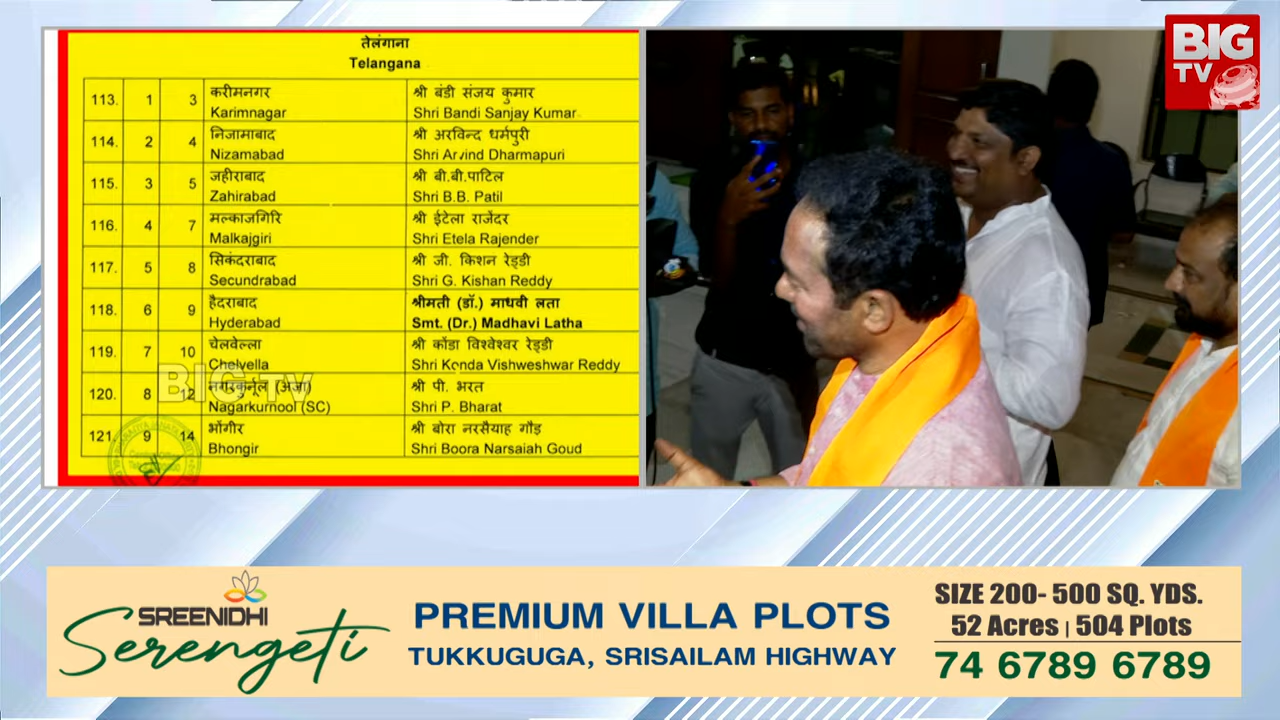 तेलंगाना
Telangana
113. 1 3 करीमनगर श्री बंडी संजय कुमार
Karimnagar Shri Bandi Sanjay Kumar
114. 2 4 निजामाबाद श्री अरविन्द धर्मपुरी
Nizamabad Shri Arvind Dharmapuri
115. 3 5 जहीराबाद श्री बी.बी.पाटिल
Zahirabad Shri B.B. Patil
116. 4 7 मल्काजगिरि श्री ईटेला राजेंदर
Malkajgiri Shri Etela Rajender
117. 5 8 सिकंदराबाद श्री जी. किशन रेड्डी
Secundrabad Shri G. Kishan Reddy
118. 6 9 हैदराबाद श्रीमती (डॉ.) माधवी लता
Hyderabad Smt. (Dr.) Madhavi Latha
119. 7 10 चेलवेल्ला श्री कोंडा विश्वेश्वर रेड्डी
Chelvella Shri Konda Vishweshwar Reddy
120. 8 12 नगरकुर्नूल (अजा) श्री पी. भरत
Nagarkurnool (SC) Shri P. Bharat
121. 9 14 भोंगीर श्री बोरा नरसैयाह गौड़
Bhongir Shri Boora Narsaiah Goud
BIG TV
BIG
TV
SREENIDHI
Serengeti
PREMIUM VILLA PLOTS
TUKKUGUGA, SRISAILAM HIGHWAY
SIZE 200- 500 SQ. YDS.
52 Acres | 504 Plots
74 6789 6789